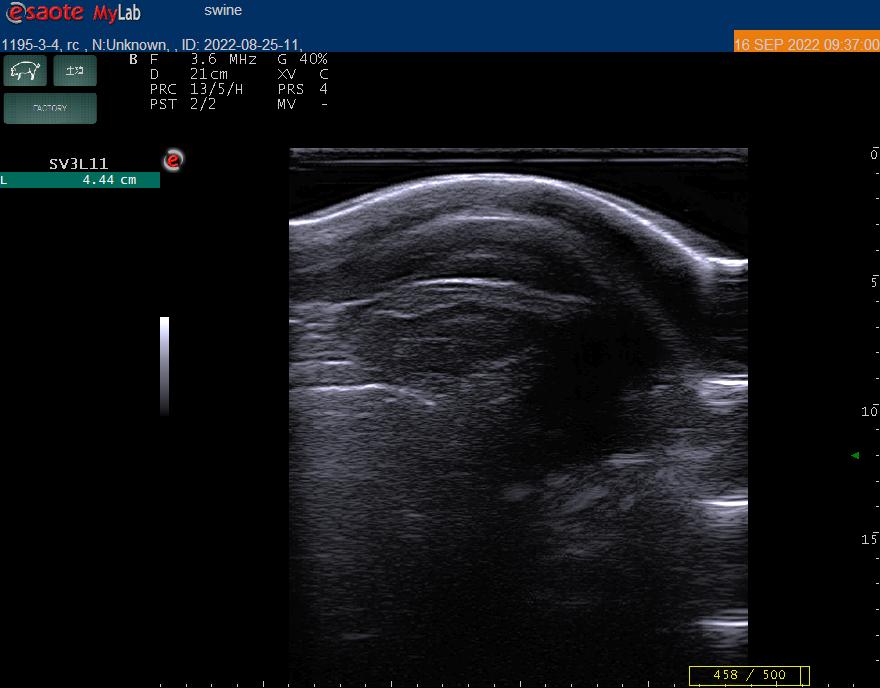 esaote MyLab
swine
1195-3-4, rc , N:Unknown, , ID: 2022-08-25-11,
16 SEP 2022 09:37:00
B F 3.6 MHz G 40%
D 21cm XV C
PRC 13/5/H PRS 4
PST 2/2 MV -
FACTORY
SV3L11
e
L 4.44 cm
0
5
10
15
458 / 500